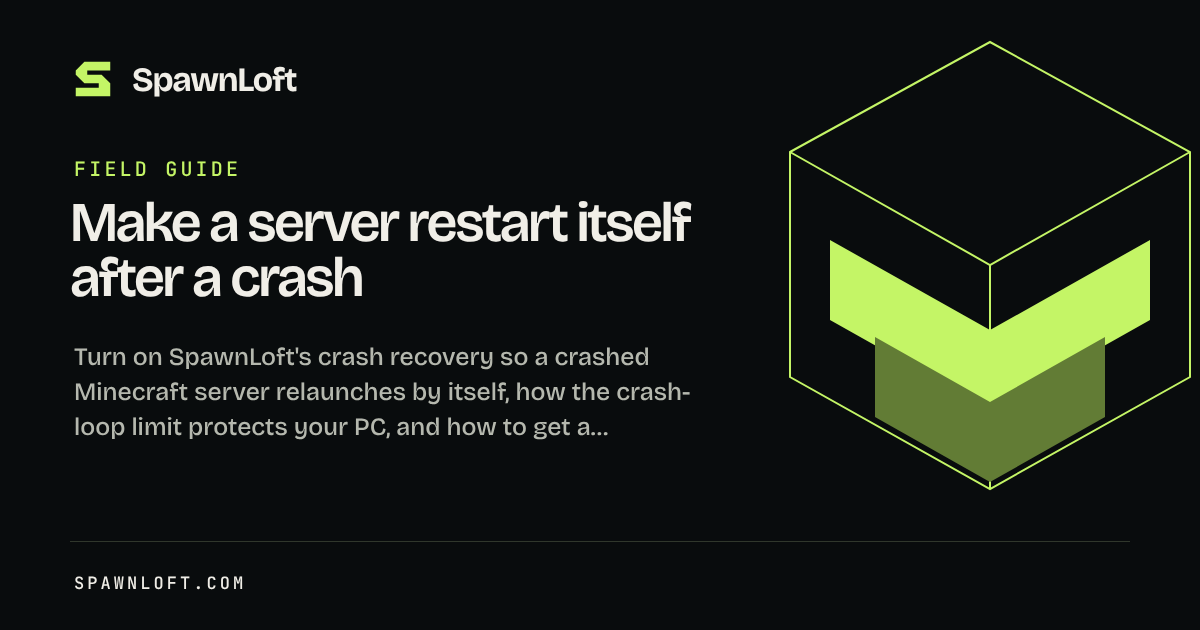 SpawnLoft
FIELD GUIDE
Make a server restart itself
after a crash
Turn on SpawnLoft's crash recovery so a crashed
Minecraft server relaunches by itself, how the crash-
loop limit protects your PC, and how to get a...
SPAWNLOFT.COM